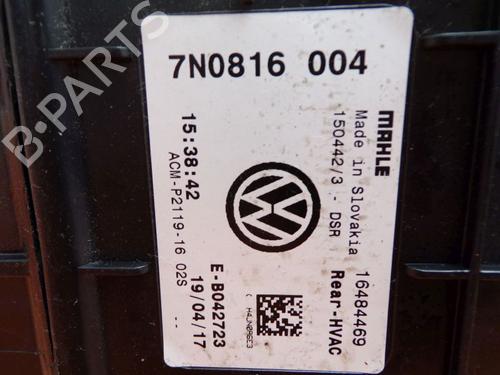 7N0816 004
MAHLE
Made in Slovakia
150442/3 - DSR
16484469
Rear-HVAC
15:38:42
ACM-P2119-16 02S --
E-B042723
19/04/17
B-PARTS